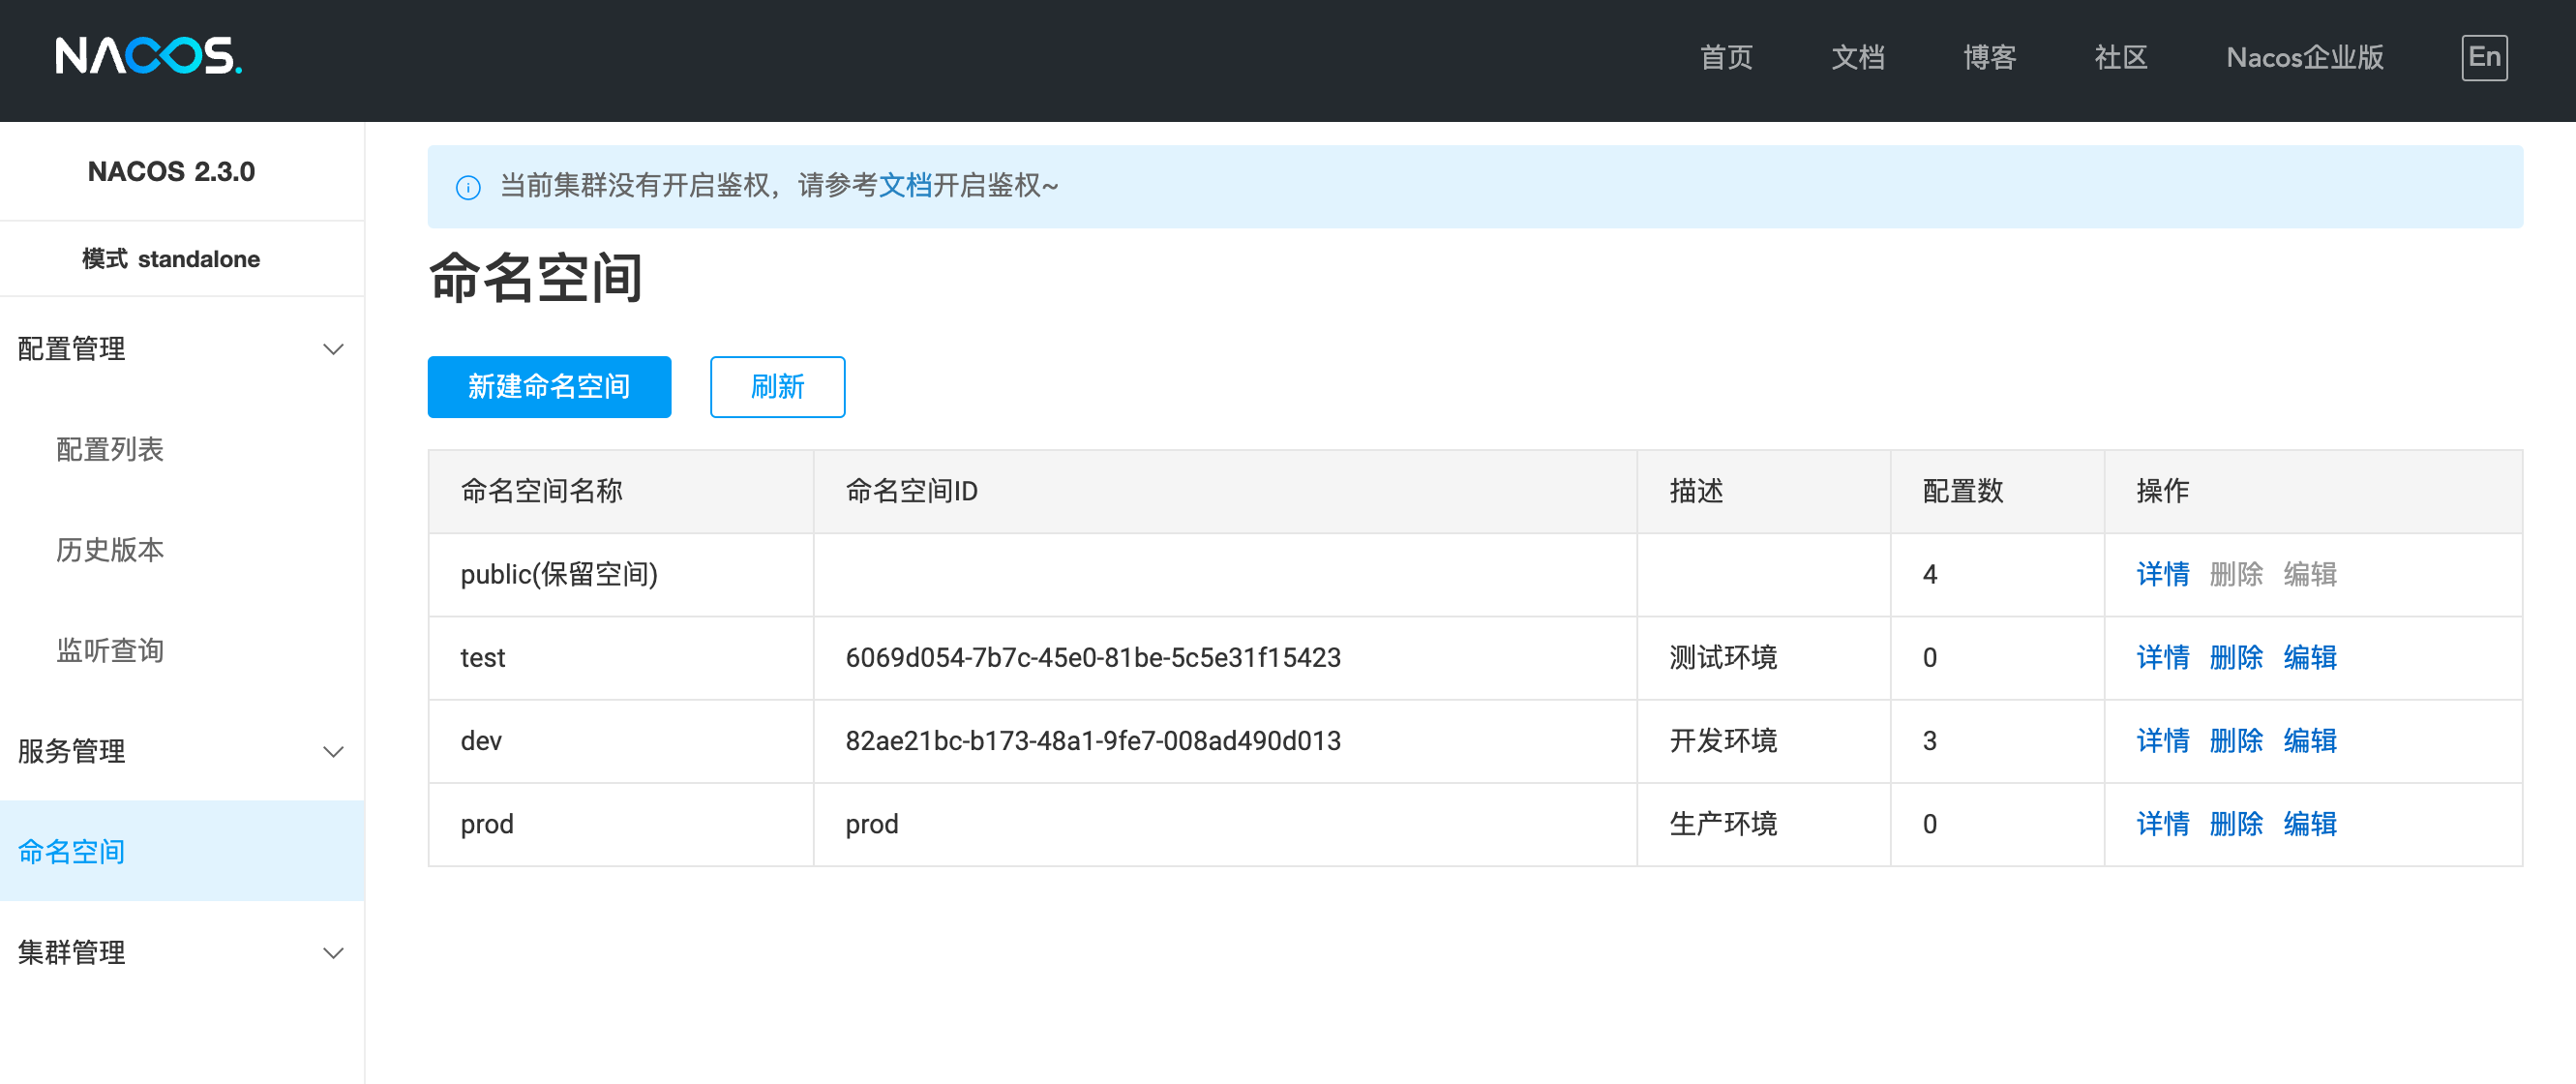 NACOS.
首页 文档 博客 社区 Nacos企业版 En
NACOS 2.3.0
模式 standalone
配置管理
配置列表
历史版本
监听查询
服务管理
命名空间
集群管理
当前集群没有开启鉴权，请参考文档开启鉴权~
命名空间
新建命名空间 刷新
命名空间名称 命名空间ID 描述 配置数 操作
public(保留空间) 4 详情 删除 编辑
test 6069d054-7b7c-45e0-81be-5c5e31f15423 测试环境 0 详情 删除 编辑
dev 82ae21bc-b173-48a1-9fe7-008ad490d013 开发环境 3 详情 删除 编辑
prod prod 生产环境 0 详情 删除 编辑